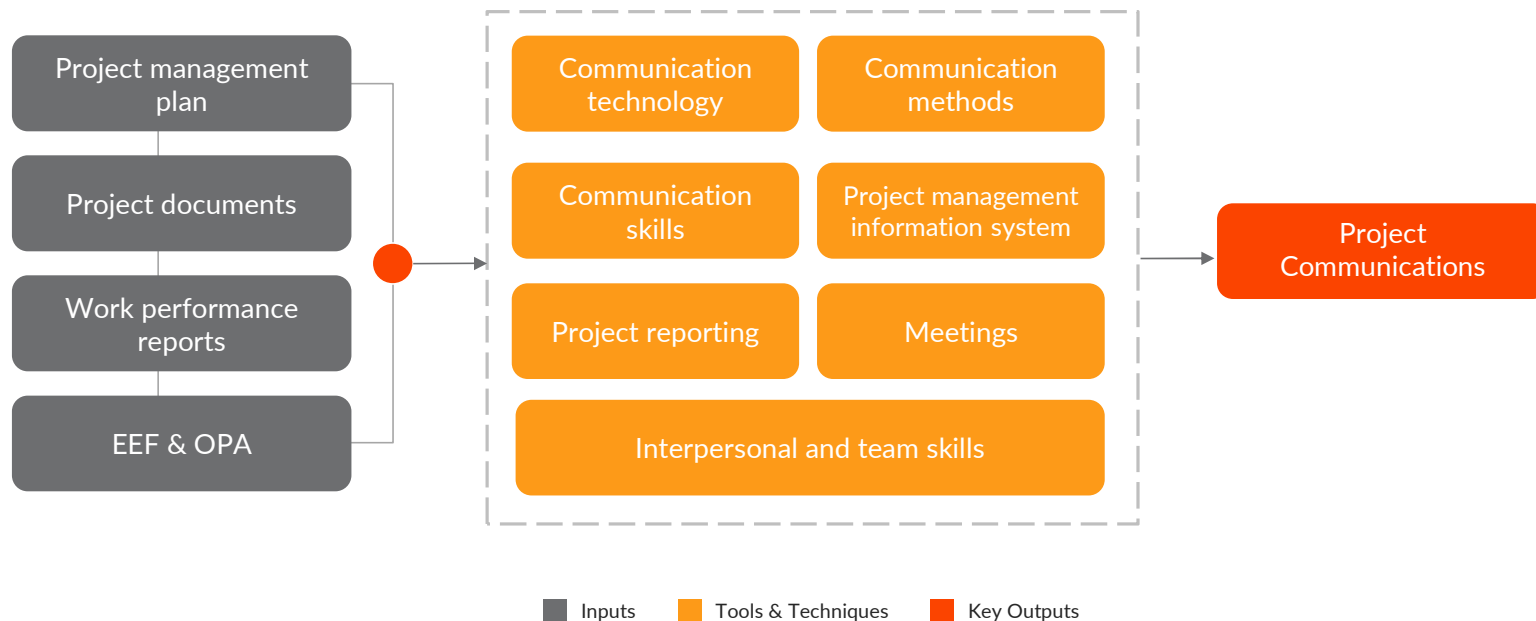 Project management
plan
Project documents
Work performance
reports
EEF & OPA
Communication
technology
Communication
methods
Communication
skills
Project management
information system
Project reporting
Meetings
Interpersonal and team skills
Project
Communications
Inputs
Tools & Techniques
Key Outputs